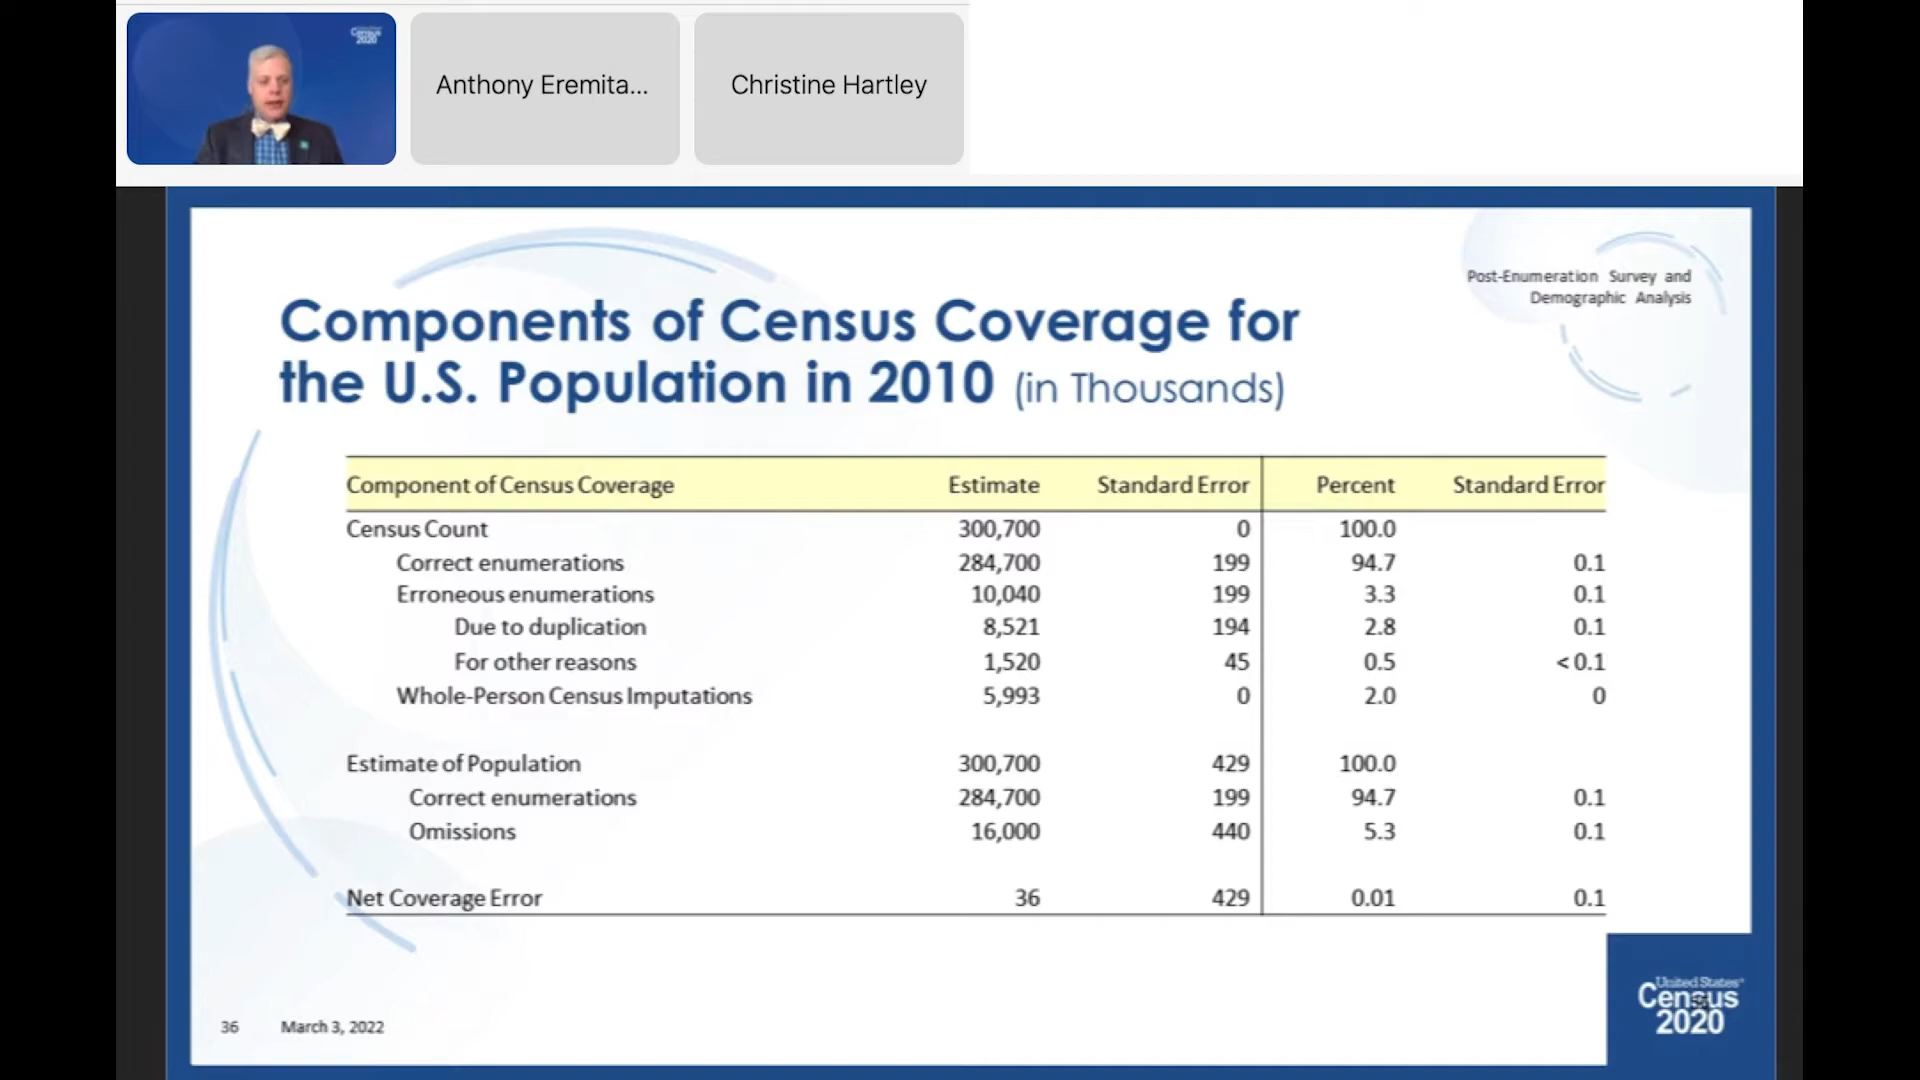 Census
2020
Anthony Eremita...
Christine Hartley
Post-Enumeration Survey and
Demographic Analysis
Components of Census Coverage for
the U.S. Population in 2010 (in Thousands)
Component of Census Coverage Estimate Standard Error Percent Standard Error
Census Count 300,700 0 100.0
Correct enumerations 284,700 199 94.7 0.1
Erroneous enumerations 10,040 199 3.3 0.1
Due to duplication 8,521 194 2.8 0.1
For other reasons 1,520 45 0.5 <0.1
Whole-Person Census Imputations 5,993 0 2.0 0
Estimate of Population 300,700 429 100.0
Correct enumerations 284,700 199 94.7 0.1
Omissions 16,000 440 5.3 0.1
Net Coverage Error 36 429 0.01 0.1
36 March 3, 2022
United States
Census
2020